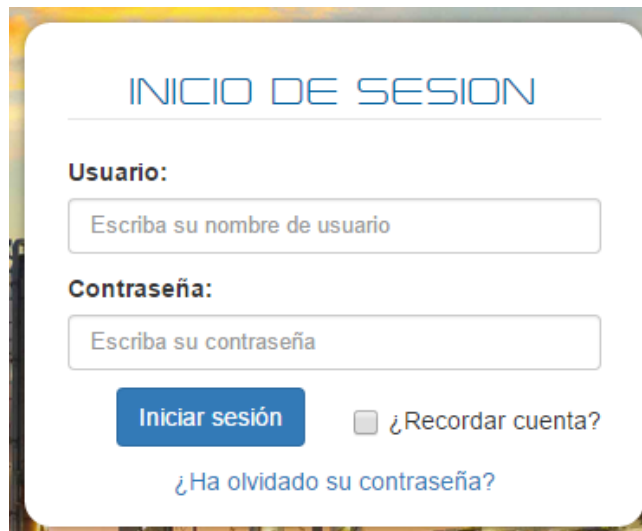 INICIO DE SESION
Usuario:
Escriba su nombre de usuario
Contraseña:
Escriba su contraseña
Iniciar sesión ¿Recordar cuenta?
¿Ha olvidado su contraseña?